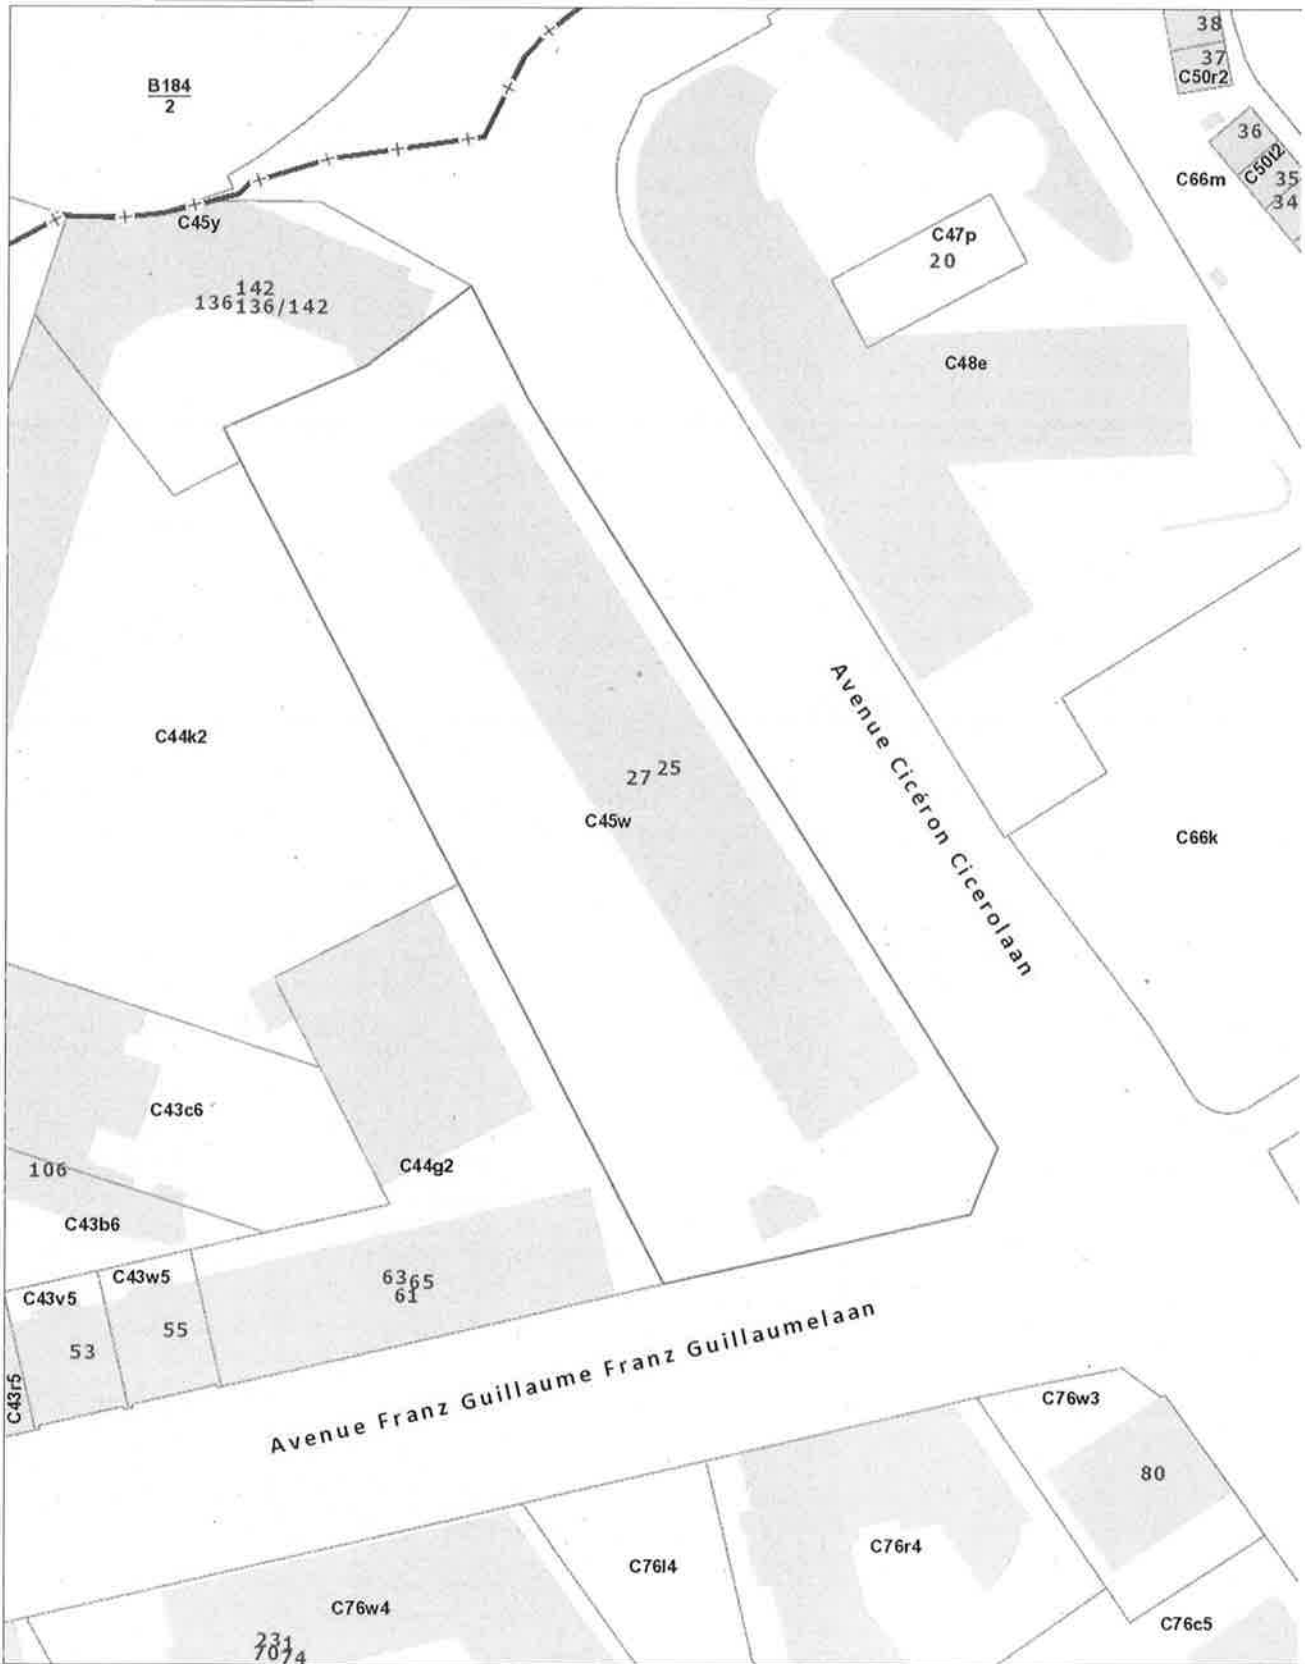 B184
2
38
37
C50r2
36
C50l2
35
34
C66m
C45y
142
136 136/142
C47p
20
C48e
C44k2
27 25
C45w
Avenue Cicéron Cicerolaan
C66k
C43c6
106
C43b6
C44g2
C43w5
C43v5
63 65
61
55
53
C43r5
Avenue Franz Guillaume Franz Guillaumelaan
C76w3
80
C76r4
C76l4
C76w4
C76c5
231
70 74